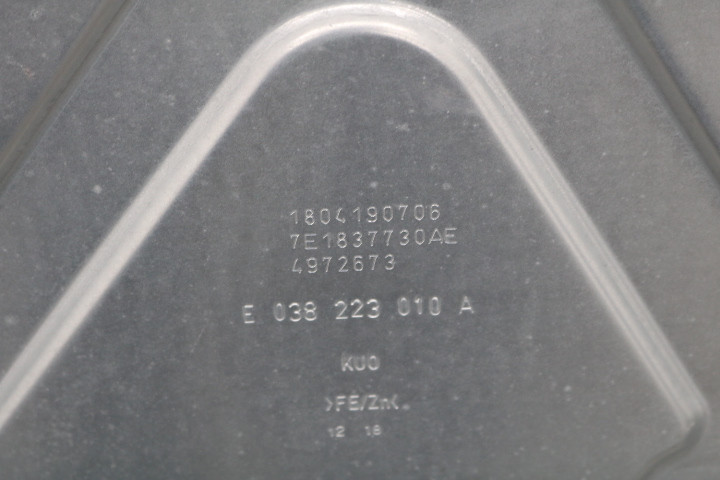 1804190706
7E1837730AE
4972673
E 038 223 010 A
KUO
>FE/Zn<
12 18